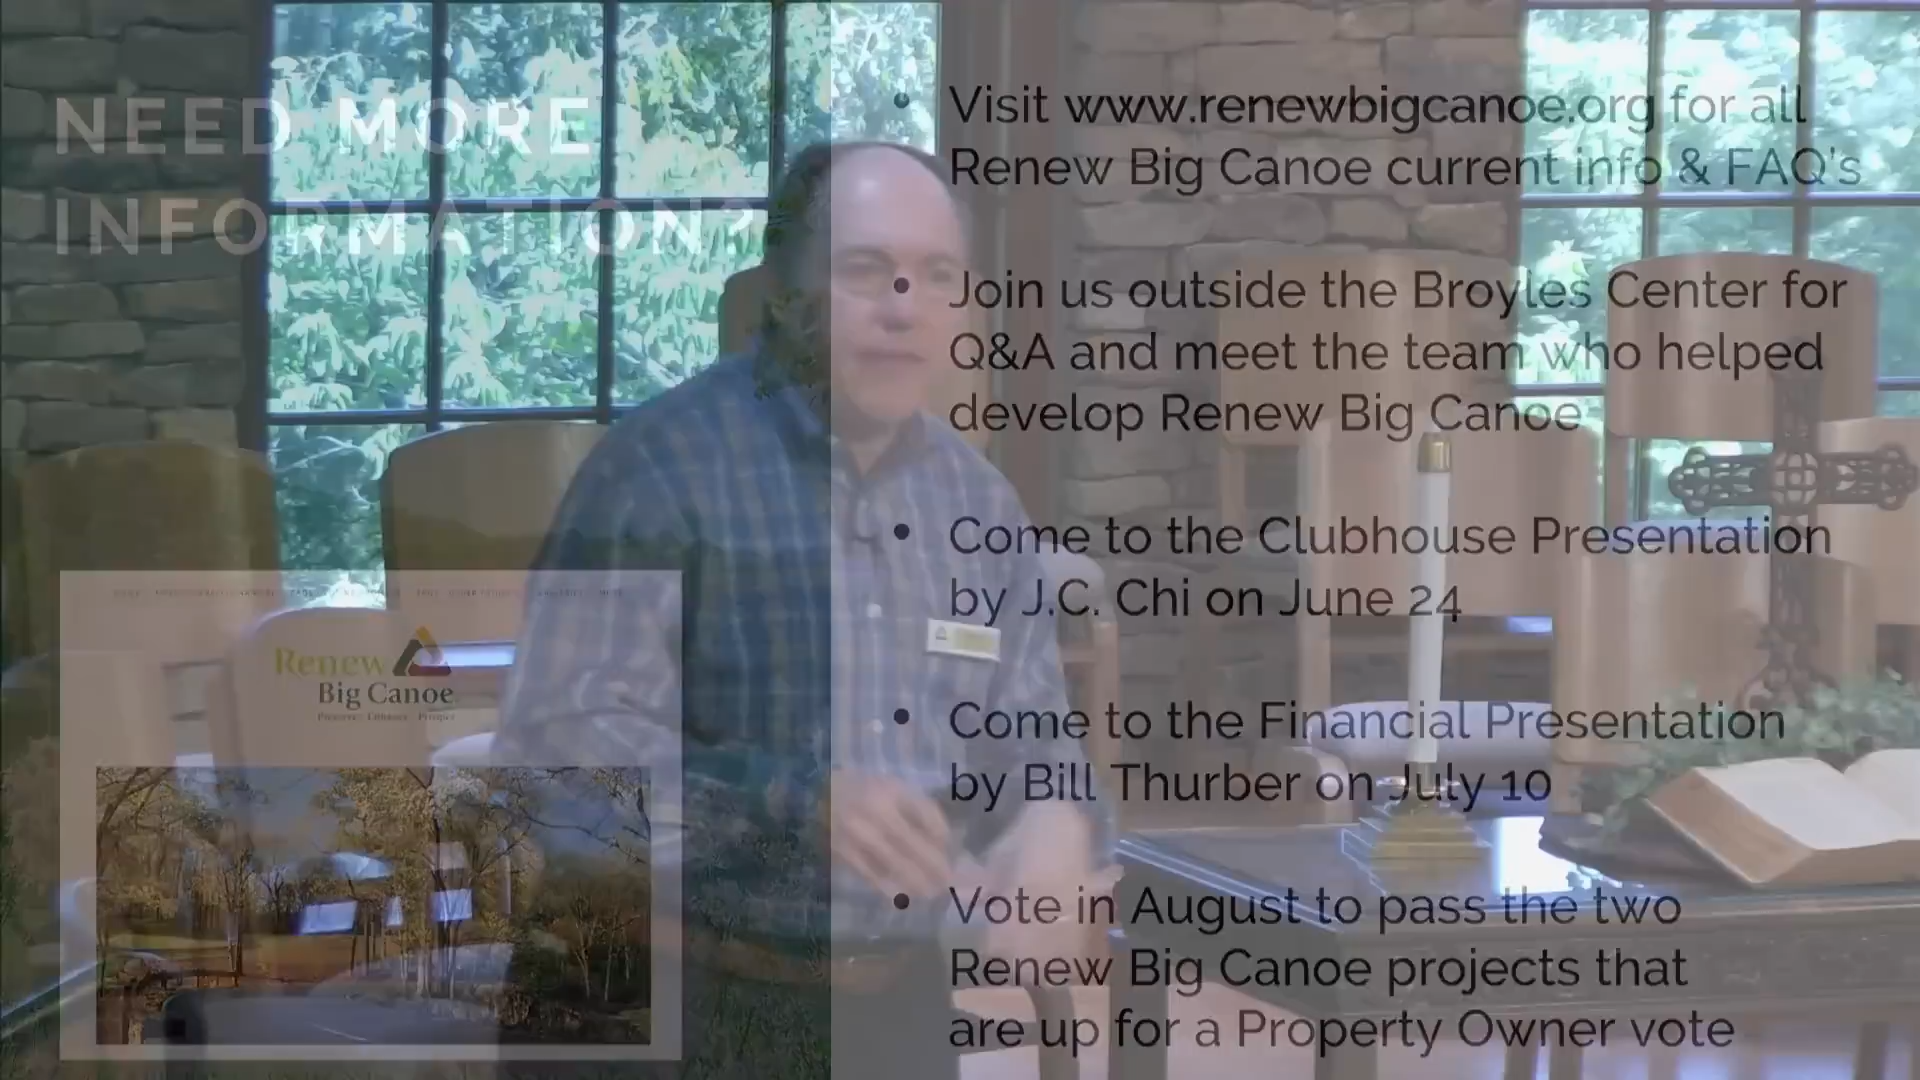 NEED MORE
INFORMATION?
Visit www.renewbigcanoe.org for all
Renew Big Canoe current info & FAQ's
Join us outside the Broyles Center for
Q&A and meet the team who helped
develop Renew Big Canoe
Come to the Clubhouse Presentation
by J.C. Chi on June 24
Come to the Financial Presentation
by Bill Thurber on July 10
Vote in August to pass the two
Renew Big Canoe projects that
are up for a Property Owner vote
Renew
Big Canoe